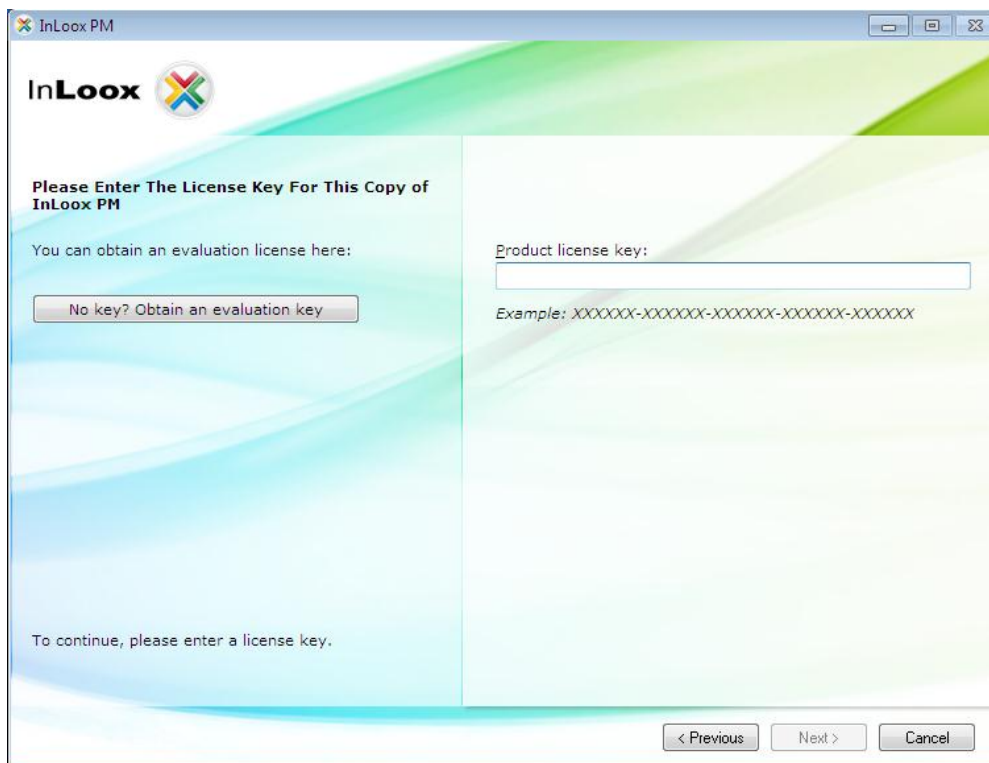 InLoox PM
InLoox
Please Enter The License Key For This Copy of
InLoox PM
You can obtain an evaluation license here:
No key? Obtain an evaluation key
Product license key:
Example: XXXXXX-XXXXXX-XXXXXX-XXXXXX-XXXXXX
To continue, please enter a license key.
< Previous
Next >
Cancel